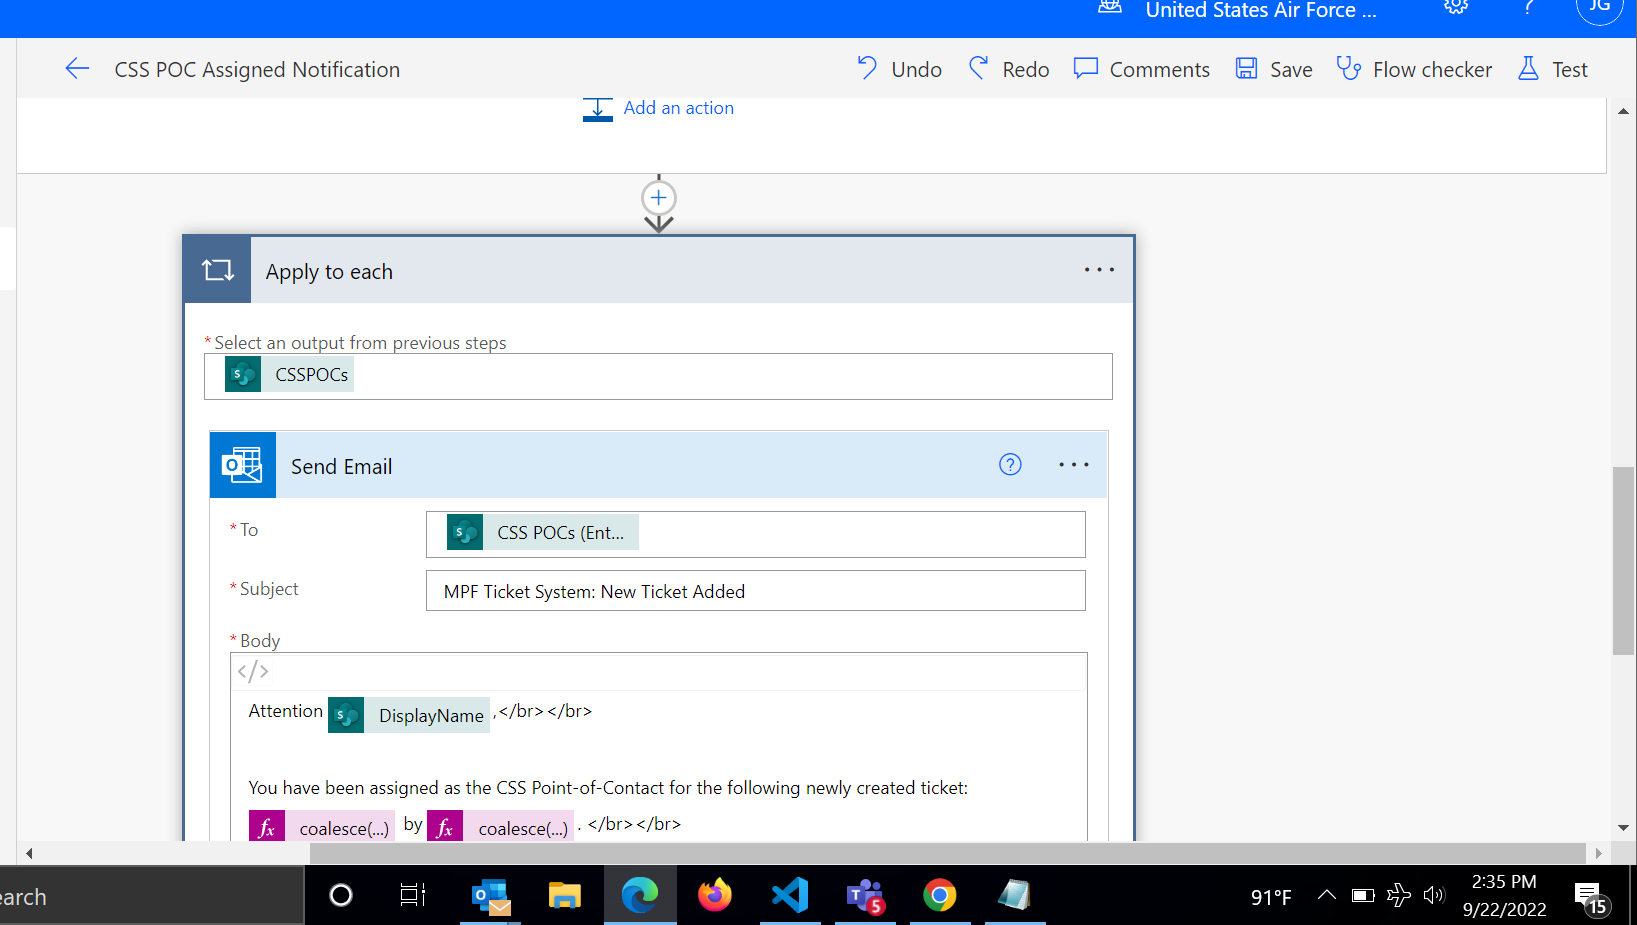 United States Air Force ...
?
JG
CSS POC Assigned Notification
Undo
Redo
Comments
Save
Flow checker
Test
Add an action
Apply to each
...
* Select an output from previous steps
S CSSPOCs
O Send Email
?
...
* To
S CSS POCs (Ent...
* Subject
MPF Ticket System: New Ticket Added
* Body
</>
Attention S DisplayName ,</br></br>
You have been assigned as the CSS Point-of-Contact for the following newly created ticket:
fx coalesce(...) by fx coalesce(...) . </br></br>
earch
O
T
5
91°F
2:35 PM
9/22/2022
15